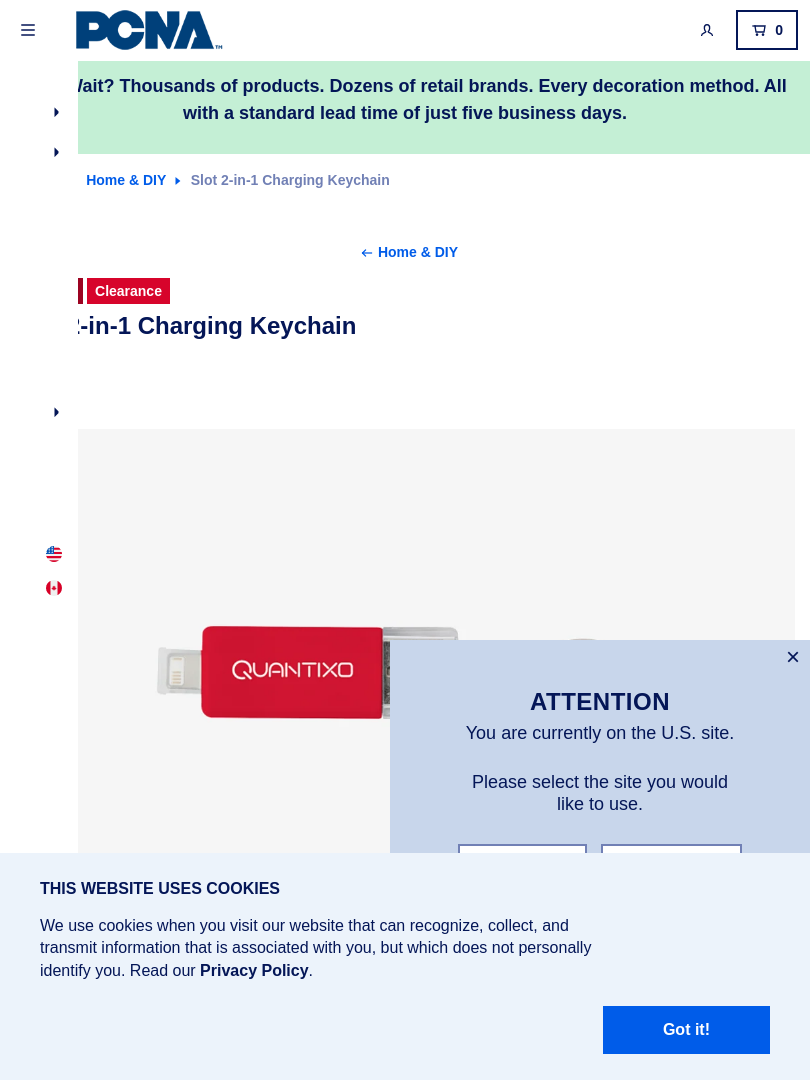 PCNA™
0
Wait? Thousands of products. Dozens of retail brands. Every decoration method. All
with a standard lead time of just five business days.
Home & DIY
Slot 2-in-1 Charging Keychain
Home & DIY
Clearance
2-in-1 Charging Keychain
QUANTIXO
ATTENTION
You are currently on the U.S. site.
Please select the site you would
like to use.
THIS WEBSITE USES COOKIES
We use cookies when you visit our website that can recognize, collect, and
transmit information that is associated with you, but which does not personally
identify you. Read our Privacy Policy.
Got it!